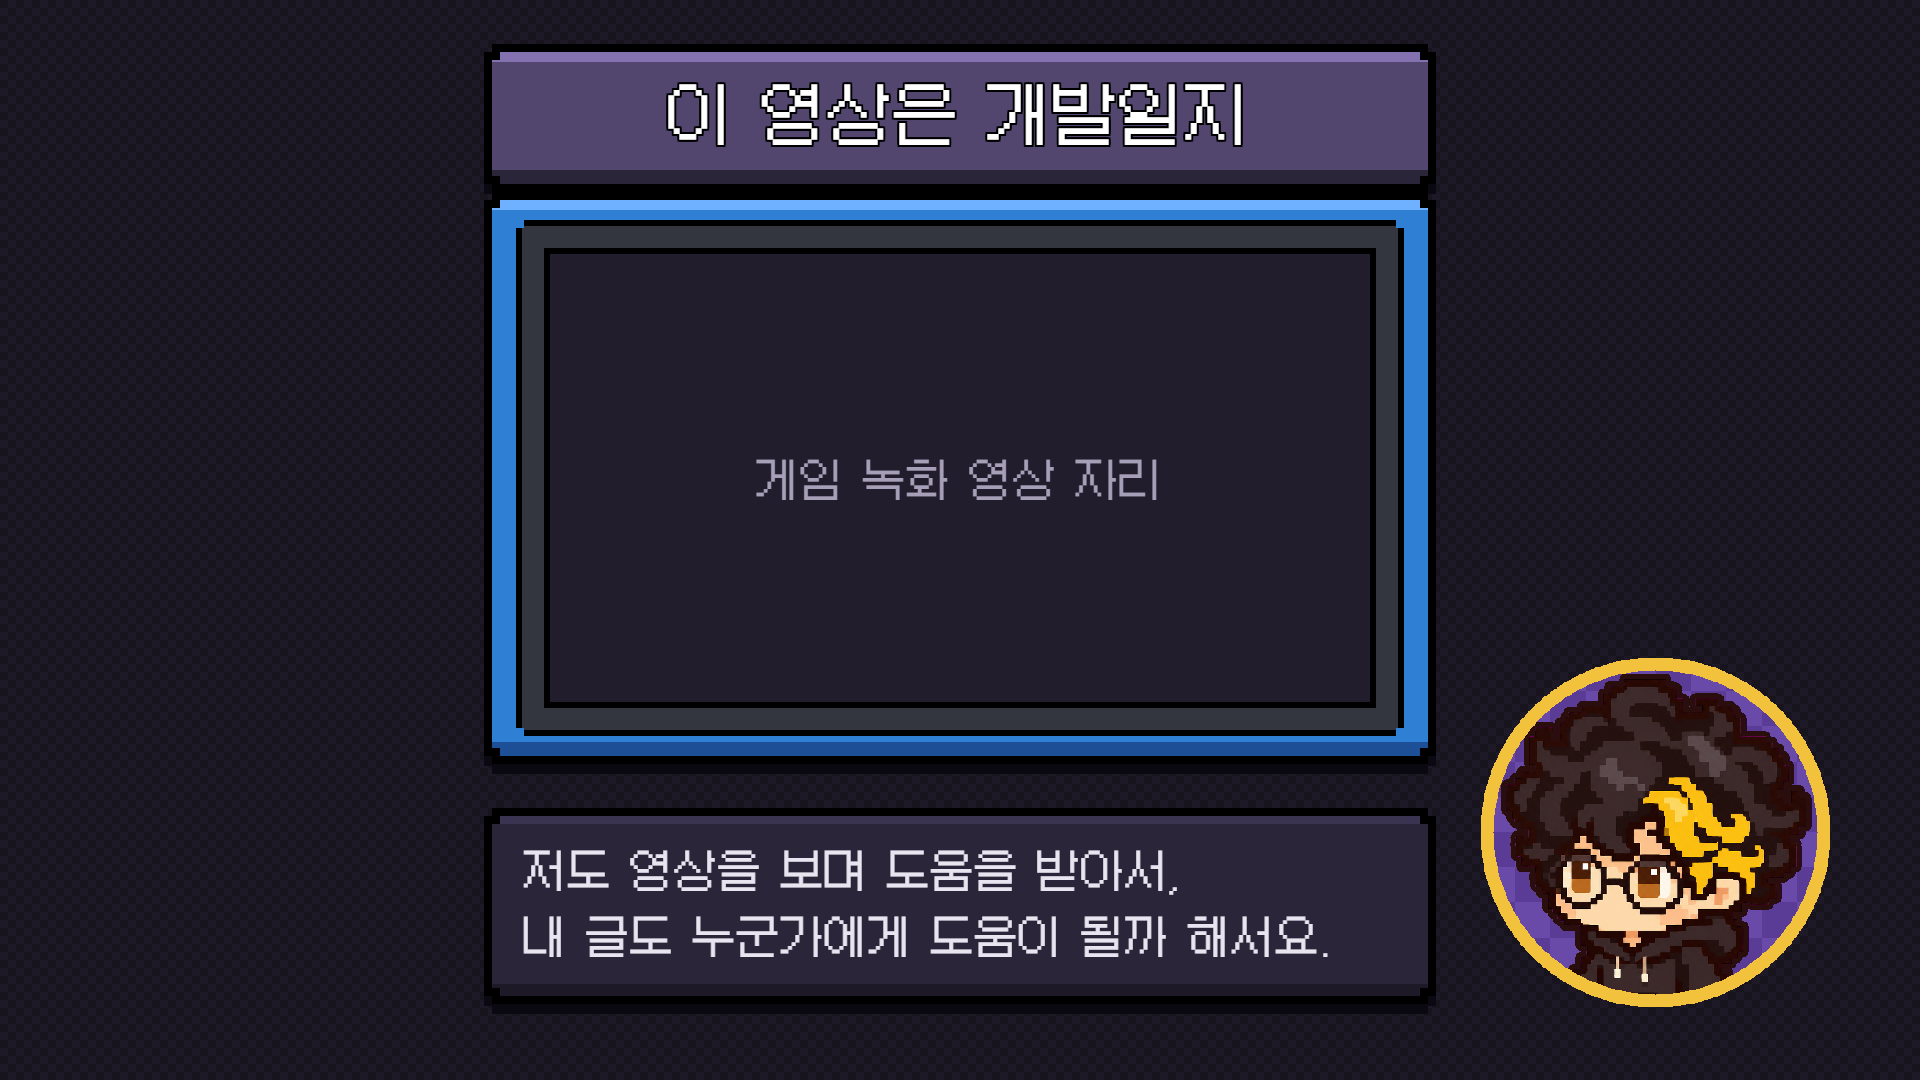 이 영상은 개발일지
게임 녹화 영상 자리
저도 영상을 보며 도움을 받아서,
내 글도 누군가에게 도움이 될까 해서요.